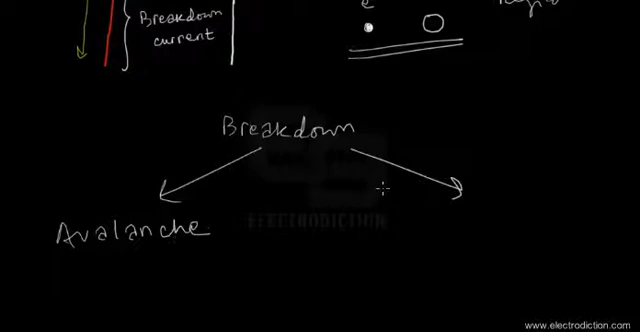 Breakdown
current
e
Breakdown
Avalanche
ELECTRODICTION
www.electrodiction.com